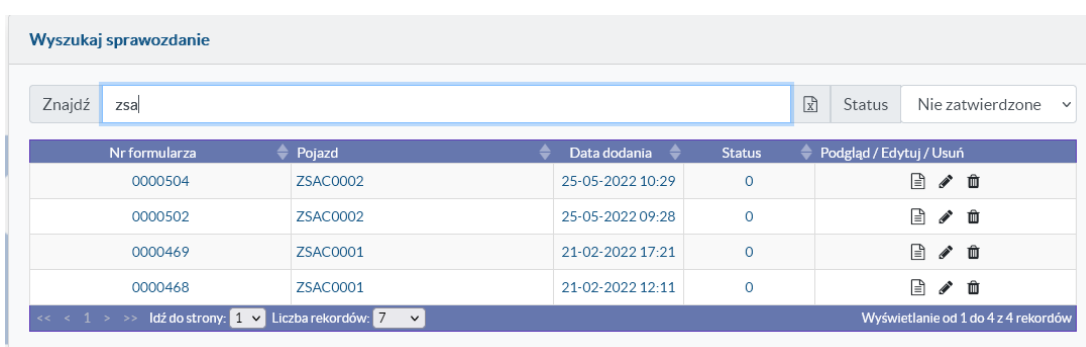 Wyszukaj sprawozdanie
Znajdź zsa Status Nie zatwierdzone
Nr formularza Pojazd Data dodania Status Podgląd / Edytuj / Usuń
0000504 ZSAC0002 25-05-2022 10:29 0
0000502 ZSAC0002 25-05-2022 09:28 0
0000469 ZSAC0001 21-02-2022 17:21 0
0000468 ZSAC0001 21-02-2022 12:11 0
<< < 1 > >> Idź do strony: 1 Liczba rekordów: 7 Wyświetlanie od 1 do 4 z 4 rekordów